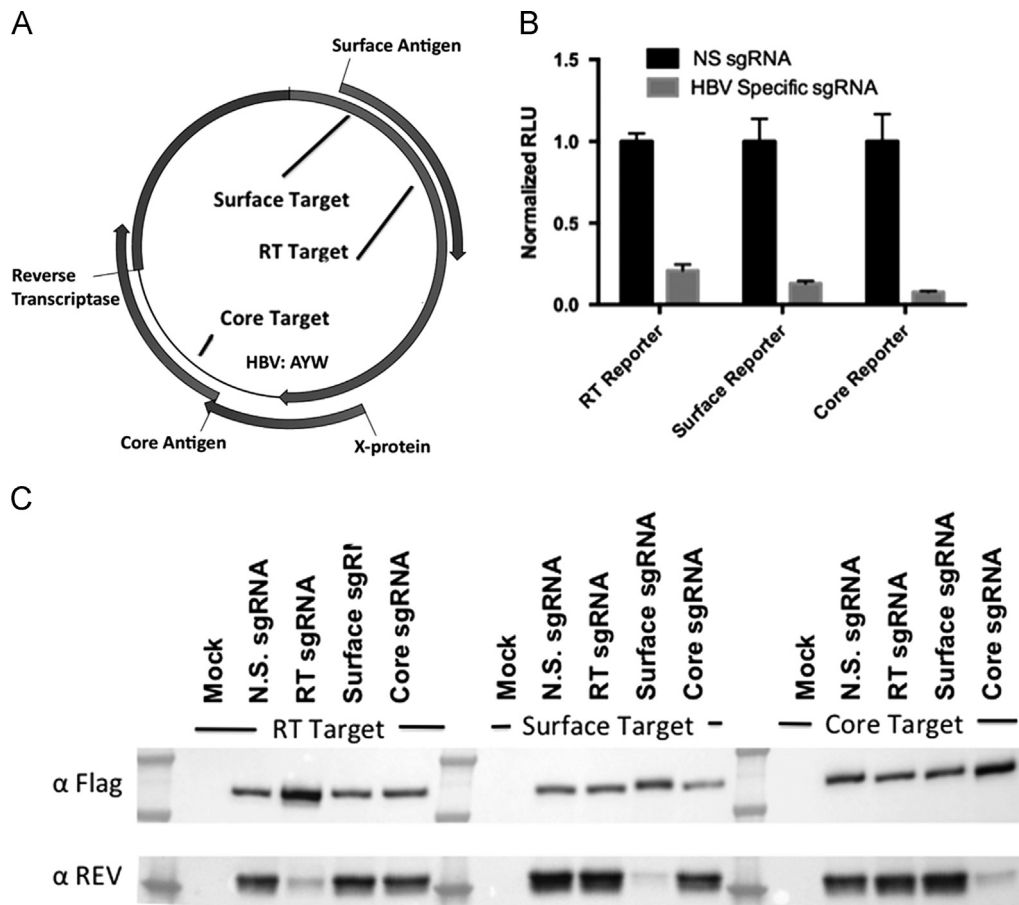 A
Surface Antigen
Surface Target
RT Target
Reverse
Transcriptase
Core Target
HBV: AYW
Core Antigen
X-protein
B
NS sgRNA
HBV Specific sgRNA
Normalized RLU
1.5
1.0
0.5
0.0
RT Reporter
Surface Reporter
Core Reporter
C
Mock
N.S. sgRNA
RT sgRNA
Surface sgRI
Core sgRNA
Mock
N.S. sgRNA
RT sgRNA
Surface sgRNA
Core sgRNA
Mock
N.S. sgRNA
RT sgRNA
Surface sgRNA
Core sgRNA
RT Target
Surface Target
Core Target
α Flag
α REV